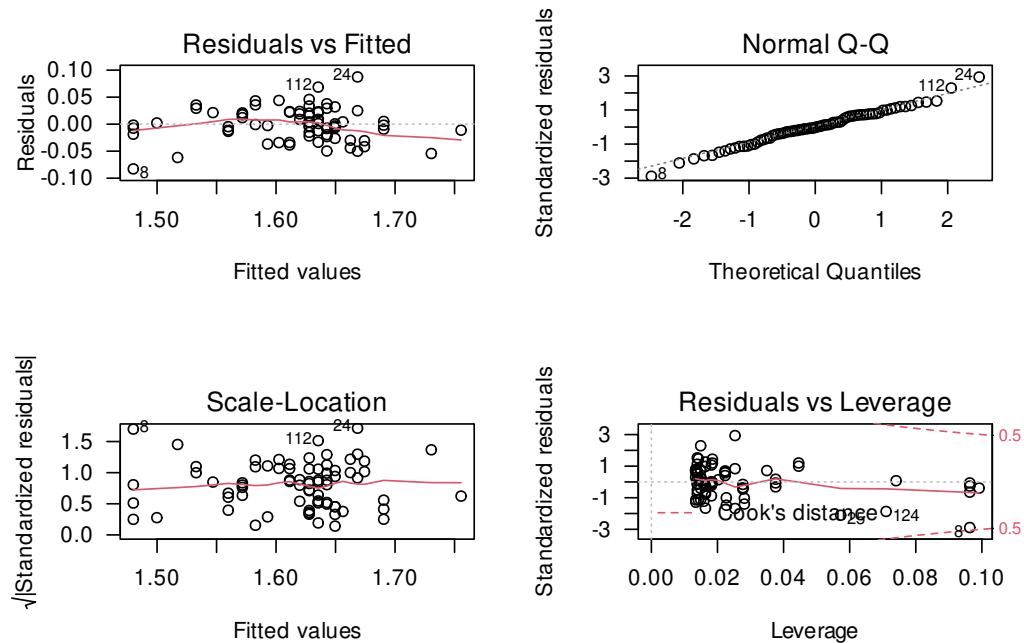 Residuals vs Fitted
Residuals
0.10
0.05
0.00
-0.05
-0.10
112
24
8
1.50 1.60 1.70
Fitted values
Normal Q-Q
Standardized residuals
3
1
-1
-3
112
24
8
-2 -1 0 1 2
Theoretical Quantiles
Scale-Location
√|Standardized residuals|
1.5
1.0
0.5
0.0
8
112
24
1.50 1.60 1.70
Fitted values
Residuals vs Leverage
Standardized residuals
3
1
-1
-3
0.5
0.5
Cook's distance
25
124
8
0.00 0.02 0.04 0.06 0.08 0.10
Leverage